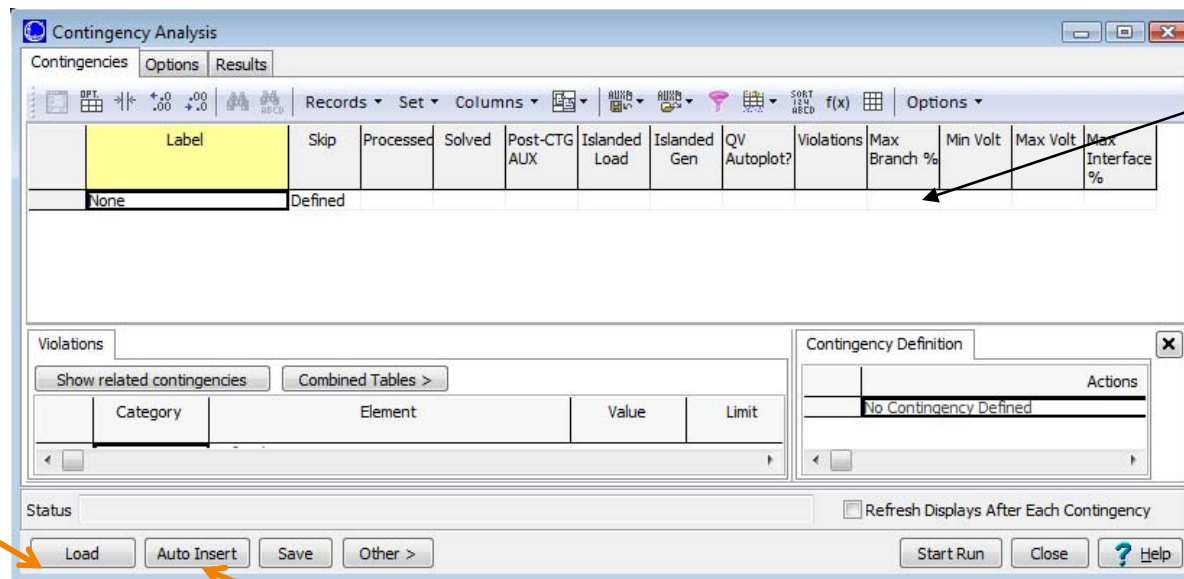 Contingency Analysis
Contingencies Options Results
Records Set Columns Options
Label Skip Processed Solved Post-CTG AUX Islanded Load Islanded Gen QV Autoplot? Violations Max Branch % Min Volt Max Volt Max Interface %
None Defined
Violations
Contingency Definition
Show related contingencies Combined Tables >
Category Element Value Limit
Actions
No Contingency Defined
Status
Refresh Displays After Each Contingency
Load Auto Insert Save Other > Start Run Close ? Help